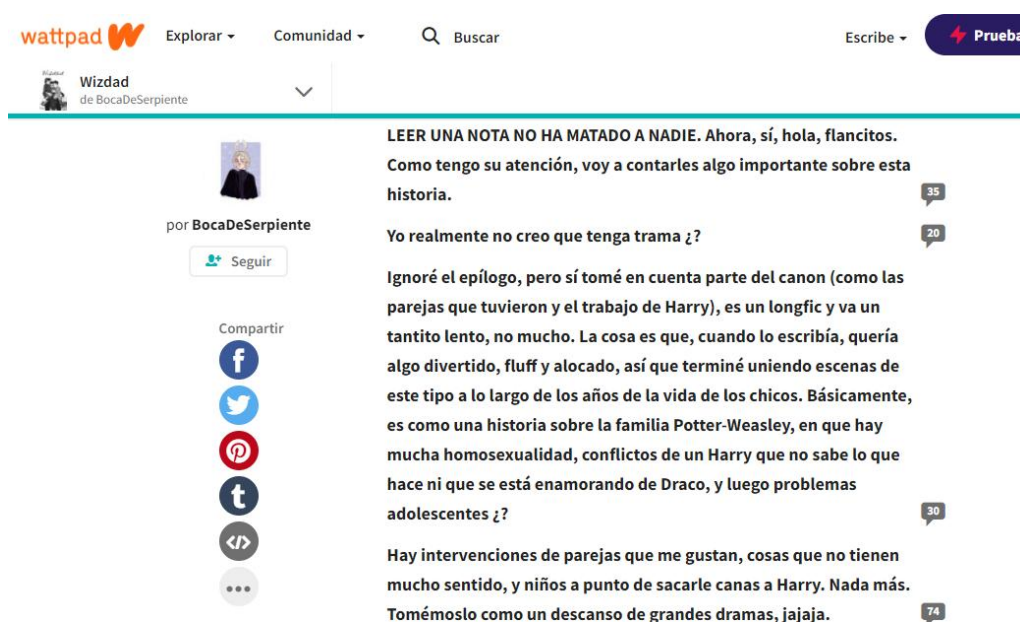 wattpad
Explorar
Comunidad
Buscar
Escribe
Prueba
Wizdad
de BocaDeSerpiente
por BocaDeSerpiente
Seguir
Compartir
LEER UNA NOTA NO HA MATADO A NADIE. Ahora, sí, hola, flancitos.
Como tengo su atención, voy a contarles algo importante sobre esta
historia.
35
Yo realmente no creo que tenga trama ¿?
20
Ignoré el epílogo, pero sí tomé en cuenta parte del canon (como las
parejas que tuvieron y el trabajo de Harry), es un longfic y va un
tantito lento, no mucho. La cosa es que, cuando lo escribía, quería
algo divertido, fluff y alocado, así que terminé uniendo escenas de
este tipo a lo largo de los años de la vida de los chicos. Básicamente,
es como una historia sobre la familia Potter-Weasley, en que hay
mucha homosexualidad, conflictos de un Harry que no sabe lo que
hace ni que se está enamorando de Draco, y luego problemas
adolescentes ¿?
30
Hay intervenciones de parejas que me gustan, cosas que no tienen
mucho sentido, y niños a punto de sacarle canas a Harry. Nada más.
Tomémoslo como un descanso de grandes dramas, jajaja.
74